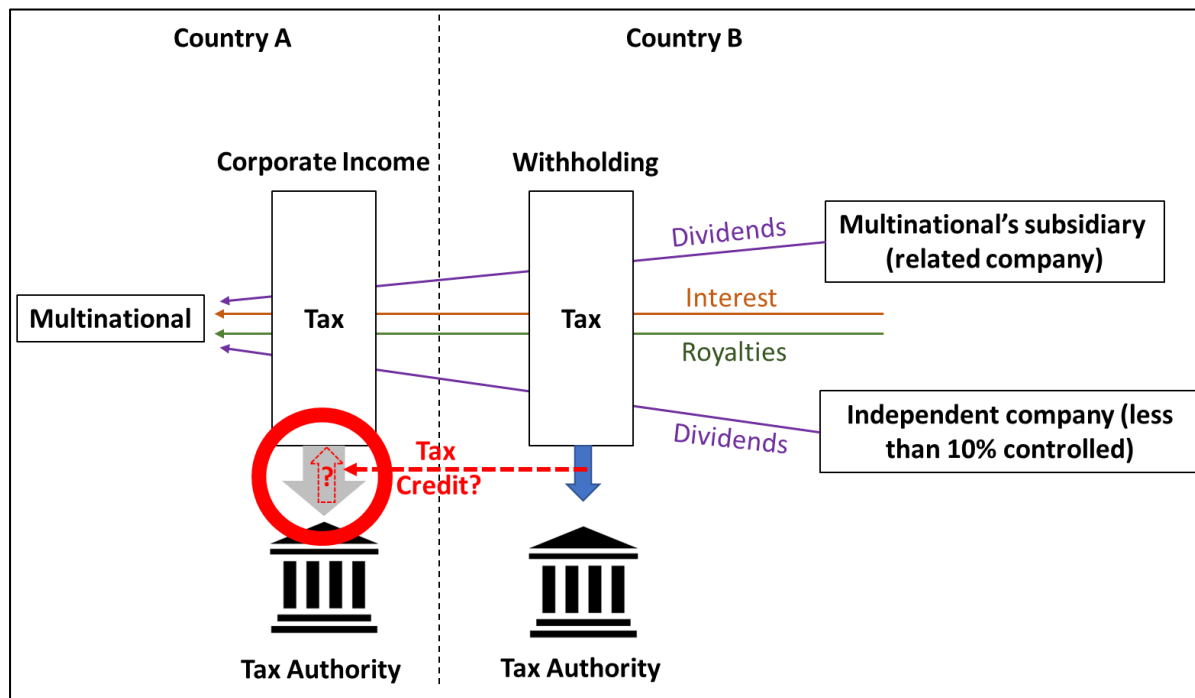 Country A
Country B
Corporate Income
Withholding
Dividends
Multinational's subsidiary
(related company)
Interest
Multinational
Tax
Tax
Royalties
Dividends
Independent company (less
than 10% controlled)
?
Tax
Credit?
Tax Authority
Tax Authority